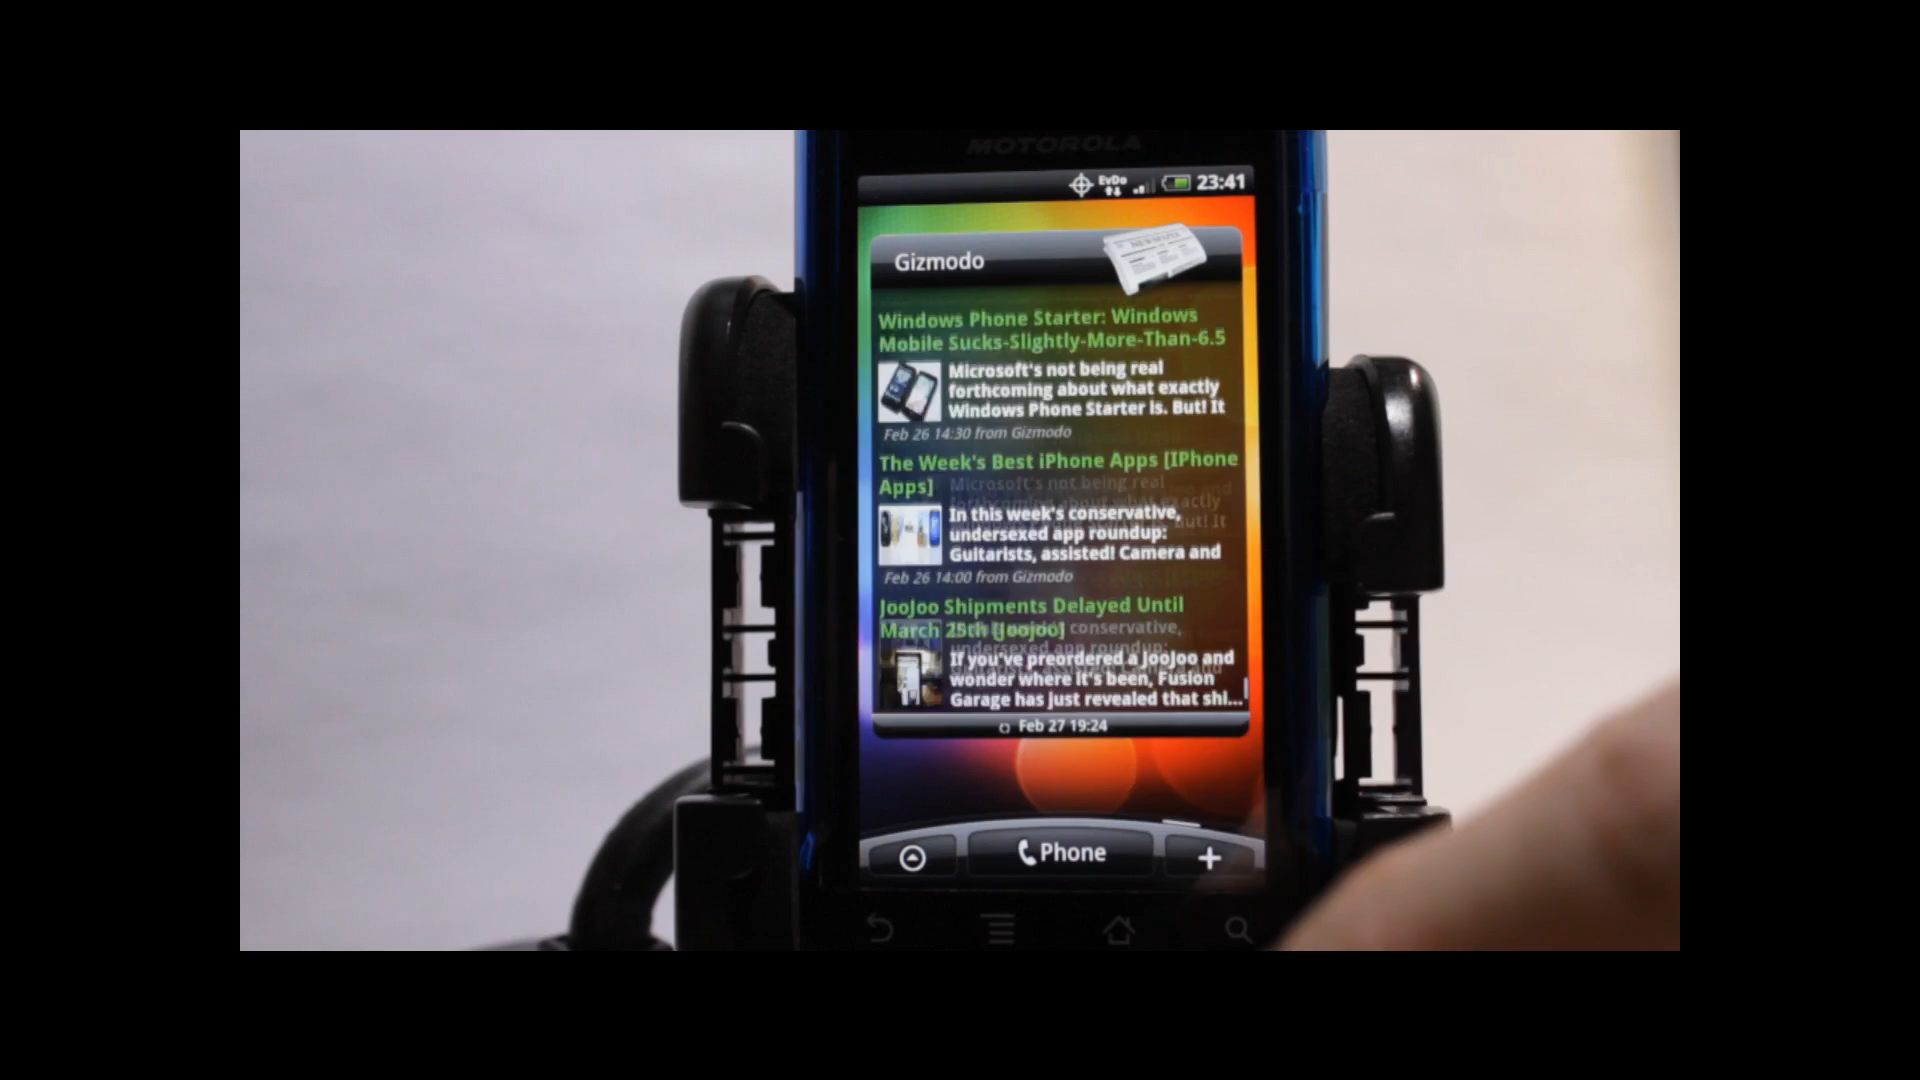 MOTOROLA
EvDo
23:41
Gizmodo
NEWSPAPER
Windows Phone Starter: Windows
Mobile Sucks-Slightly-More-Than-6.5
Microsoft's not being real
forthcoming about what exactly
Windows Phone Starter is. But! It
Feb 26 14:30 from Gizmodo
The Week's Best iPhone Apps [IPhone
Apps]
In this week's conservative,
undersexed app roundup:
Guitarists, assisted! Camera and
Feb 26 14:00 from Gizmodo
JooJoo Shipments Delayed Until
March 25th [JooJoo]
If you've preordered a JooJoo and
wonder where it's been, Fusion
Garage has just revealed that shi...
Feb 27 19:24
Phone